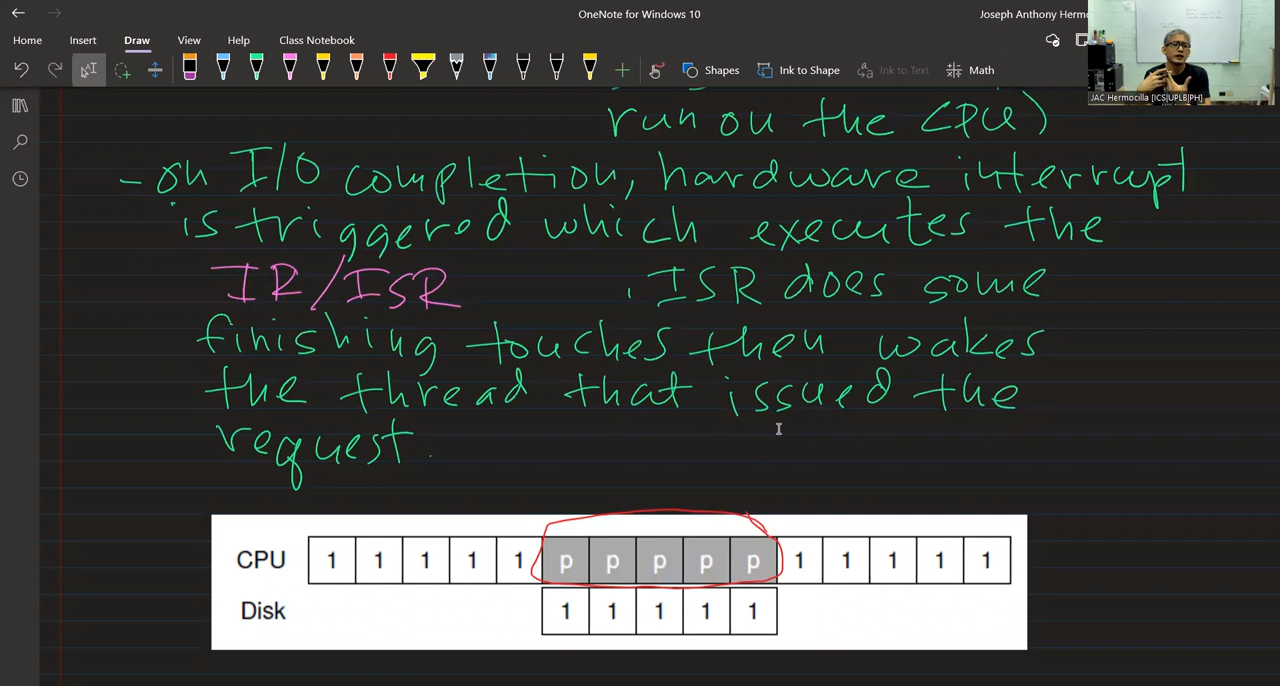 OneNote for Windows 10
Joseph Anthony Hermo
Home Insert Draw View Help Class Notebook
Shapes Ink to Shape Ink to Text Math
JAC Hermocilla [ICS|UPLB|PH]
run on the CPU)
- on I/O completion, hardware interrupt
is triggered which executes the
IR/ISR . ISR does some
finishing touches then wakes
the thread that issued the
request.
CPU 1 1 1 1 1 p p p p p 1 1 1 1 1
Disk 1 1 1 1 1